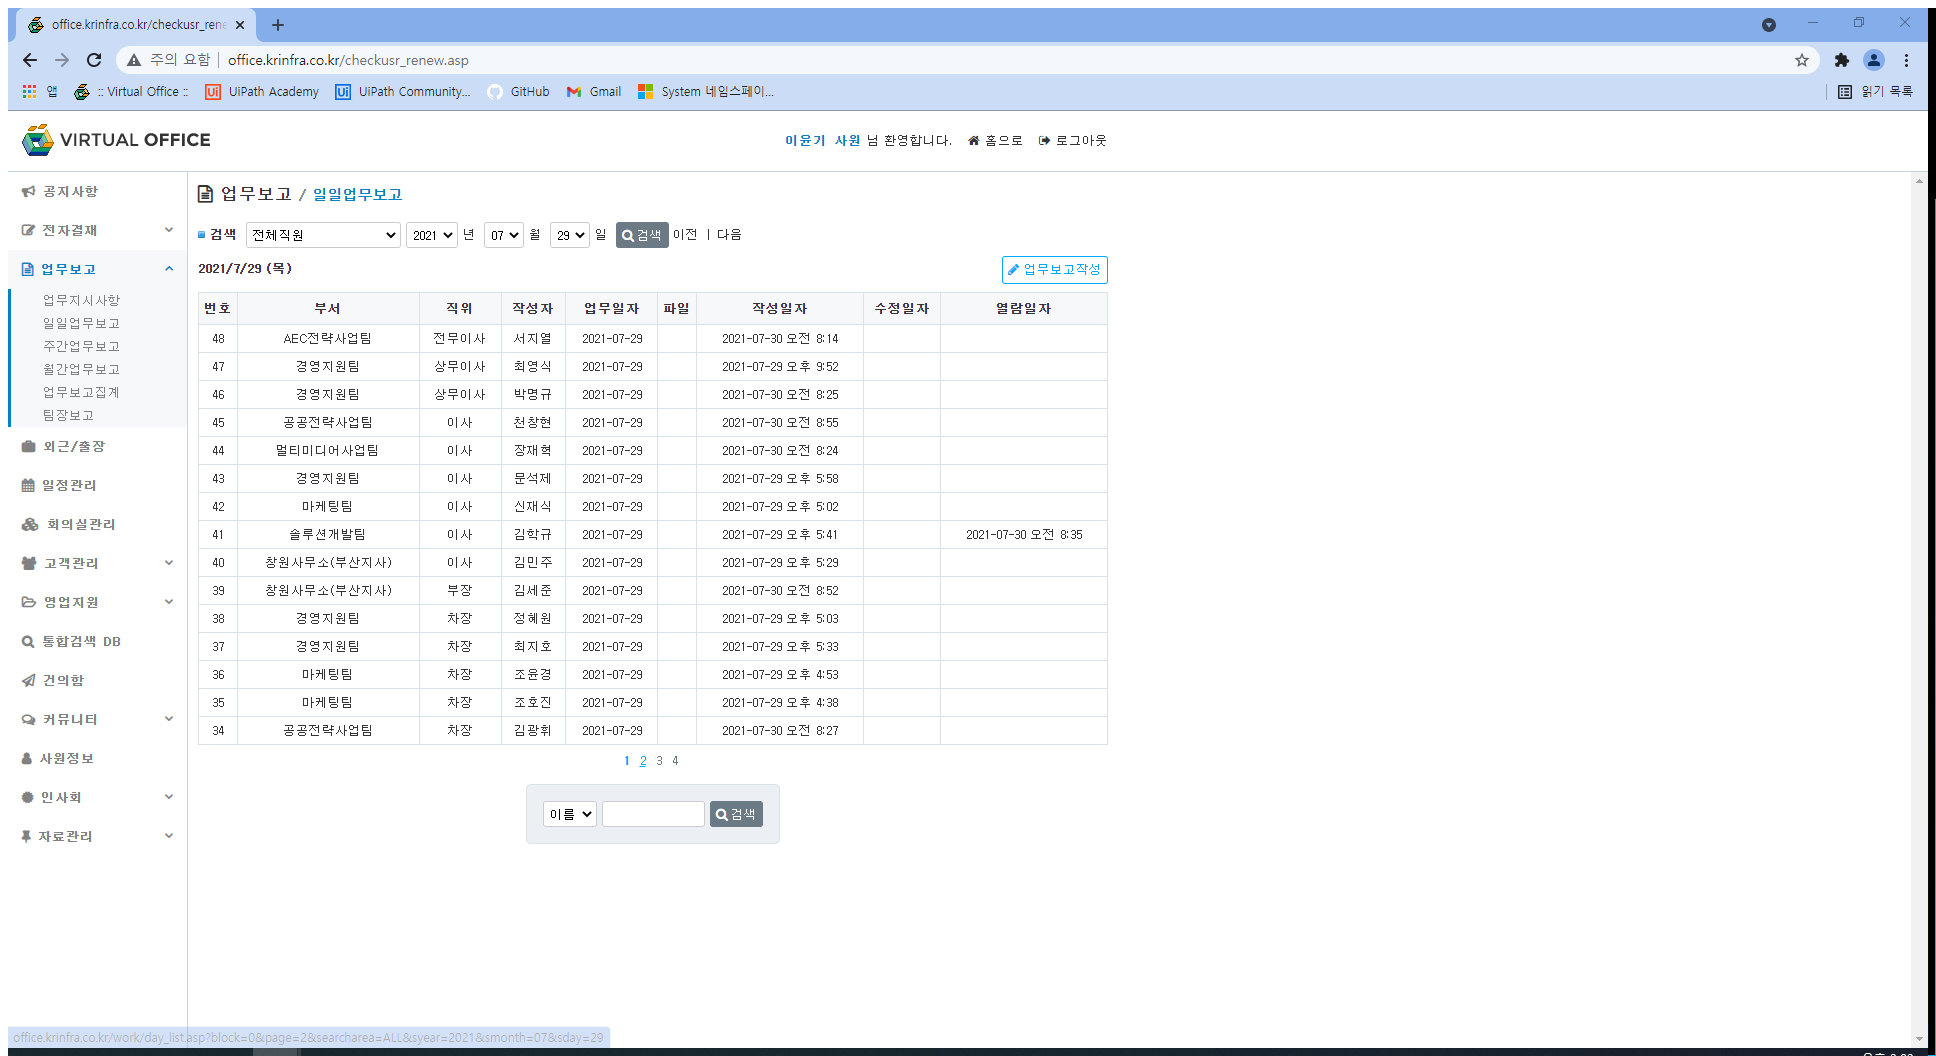 office.krinfra.co.kr/checkusr_rene
주의 요함 office.krinfra.co.kr/checkusr_renew.asp
앱 :: Virtual Office :: UiPath Academy UiPath Community... GitHub Gmail System 네임스페이... 읽기 목록
VIRTUAL OFFICE 이윤기 사원 님 환영합니다. 홈으로 로그아웃
공지사항
전자결재
업무보고
업무지시사항
일일업무보고
주간업무보고
월간업무보고
업무보고집계
팀장보고
외근/출장
일정관리
회의실관리
고객관리
영업지원
통합검색 DB
건의함
커뮤니티
사원정보
인사회
자료관리
업무보고 / 일일업무보고
검색 전체직원 2021 년 07 월 29 일 검색 이전 | 다음
2021/7/29 (목) 업무보고작성
번호 부서 직위 작성자 업무일자 파일 작성일자 수정일자 열람일자
48 AEC전략사업팀 전무이사 서지열 2021-07-29 2021-07-30 오전 8:14
47 경영지원팀 상무이사 최영식 2021-07-29 2021-07-29 오후 9:52
46 경영지원팀 상무이사 박명규 2021-07-29 2021-07-30 오전 8:25
45 공공전략사업팀 이사 천창현 2021-07-29 2021-07-30 오전 8:55
44 멀티미디어사업팀 이사 장재혁 2021-07-29 2021-07-30 오전 8:24
43 경영지원팀 이사 문석제 2021-07-29 2021-07-29 오후 5:58
42 마케팅팀 이사 신재식 2021-07-29 2021-07-29 오후 5:02
41 솔루션개발팀 이사 김학규 2021-07-29 2021-07-29 오후 5:41 2021-07-30 오전 8:35
40 창원사무소(부산지사) 이사 김민주 2021-07-29 2021-07-29 오후 5:29
39 창원사무소(부산지사) 부장 김세준 2021-07-29 2021-07-30 오전 8:52
38 경영지원팀 차장 정혜원 2021-07-29 2021-07-29 오후 5:03
37 경영지원팀 차장 최지호 2021-07-29 2021-07-29 오후 5:33
36 마케팅팀 차장 조윤경 2021-07-29 2021-07-29 오후 4:53
35 마케팅팀 차장 조호진 2021-07-29 2021-07-29 오후 4:38
34 공공전략사업팀 차장 김광휘 2021-07-29 2021-07-30 오전 8:27
1 2 3 4
이름 검색
office.krinfra.co.kr/work/day_list.asp?block=0&page=2&searcharea=ALL&syear=2021&smonth=07&sday=29